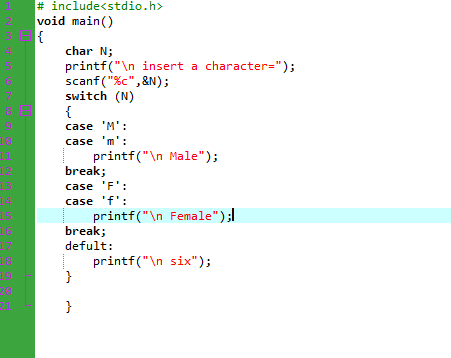 1 # include<stdio.h>
2 void main()
3 {
4 char N;
5 printf("\n insert a character=");
6 scanf("%c",&N);
7 switch (N)
8 {
9 case 'M':
10 case 'm':
11 printf("\n Male");
12 break;
13 case 'F':
14 case 'f':
15 printf("\n Female");
16 break;
17 defult:
18 printf("\n six");
19 }
20
21 }